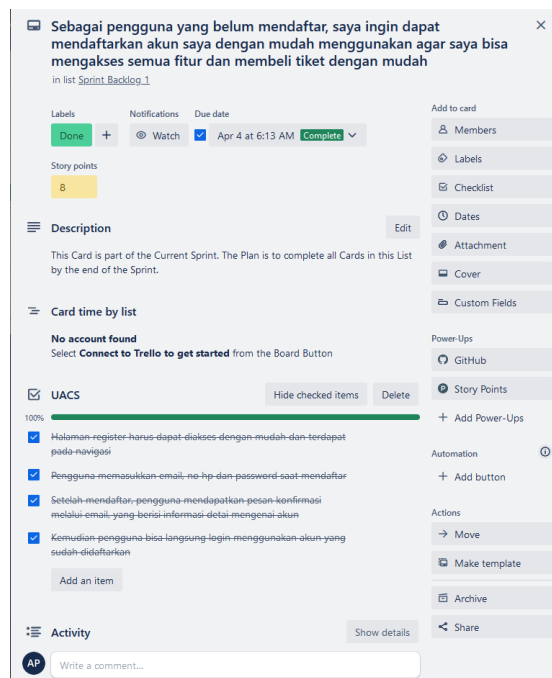 Sebagai pengguna yang belum mendaftar, saya ingin dapat
mendaftarkan akun saya dengan mudah menggunakan agar saya bisa
mengakses semua fitur dan membeli tiket dengan mudah
in list Sprint Backlog 1
Labels
Notifications
Due date
Done
Watch
Apr 4 at 6:13 AM Complete
Story points
8
Description
Edit
This Card is part of the Current Sprint. The Plan is to complete all Cards in this List
by the end of the Sprint.
Card time by list
No account found
Select Connect to Trello to get started from the Board Button
UACS
Hide checked items
Delete
100%
Halaman register harus dapat diakses dengan mudah dan terdapat
pada navigasi
Pengguna memasukkan email, no hp dan password saat mendaftar
Setelah mendaftar, pengguna mendapatkan pesan konfirmasi
melalui email, yang berisi informasi detai mengenai akun
Kemudian pengguna bisa langsung login menggunakan akun yang
sudah didaftarkan
Add an item
Activity
Show details
AP
Write a comment...
Add to card
Members
Labels
Checklist
Dates
Attachment
Cover
Custom Fields
Power-Ups
GitHub
Story Points
+ Add Power-Ups
Automation
+ Add button
Actions
Move
Make template
Archive
Share